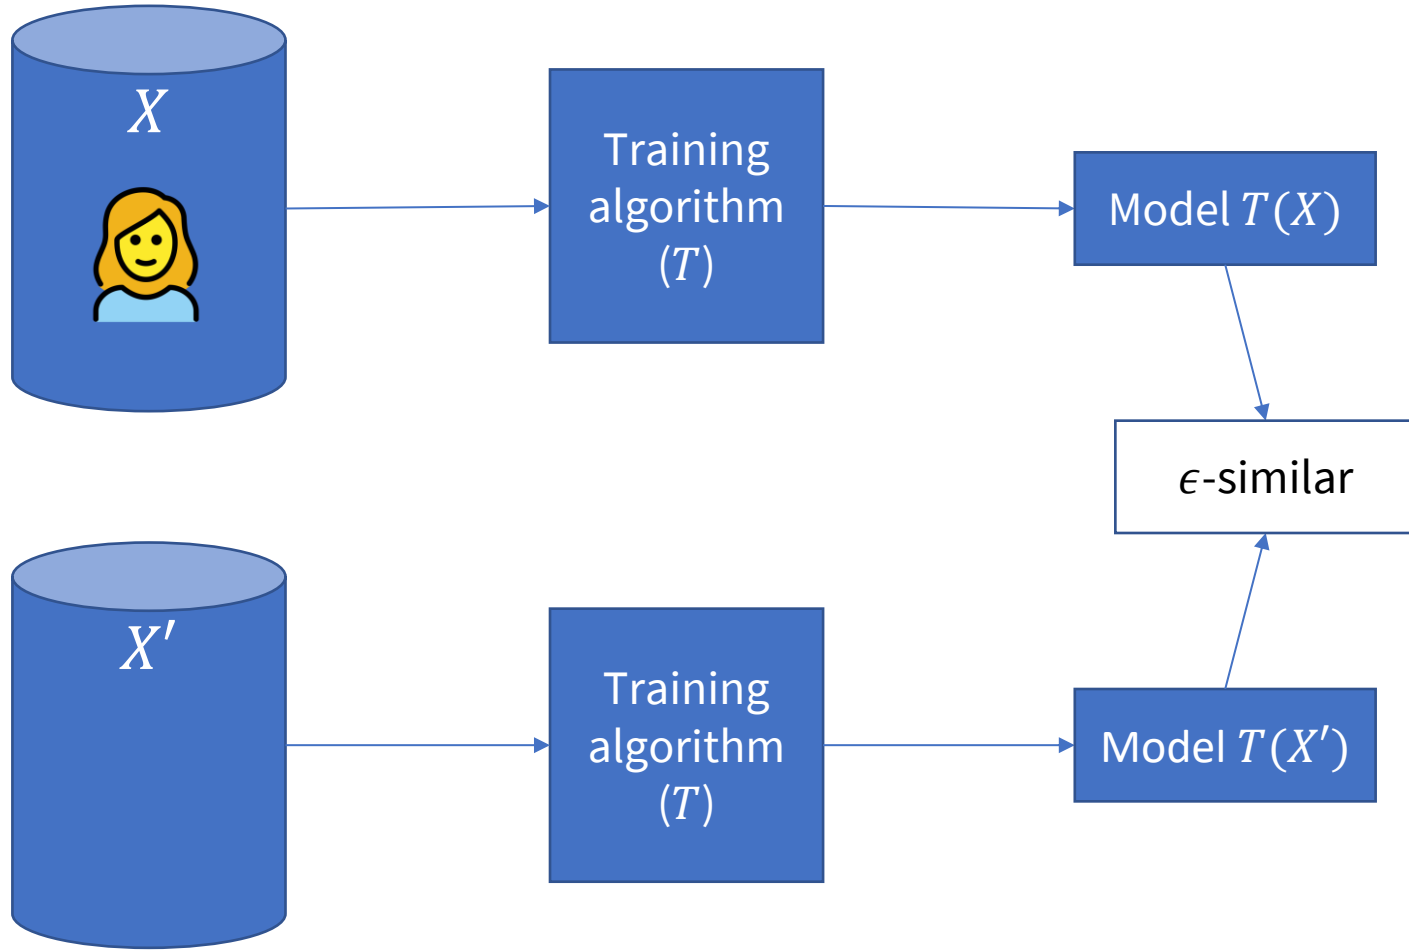 X
Training
algorithm
(T)
Model T(X)
ϵ-similar
X′
Training
algorithm
(T)
Model T(X′)